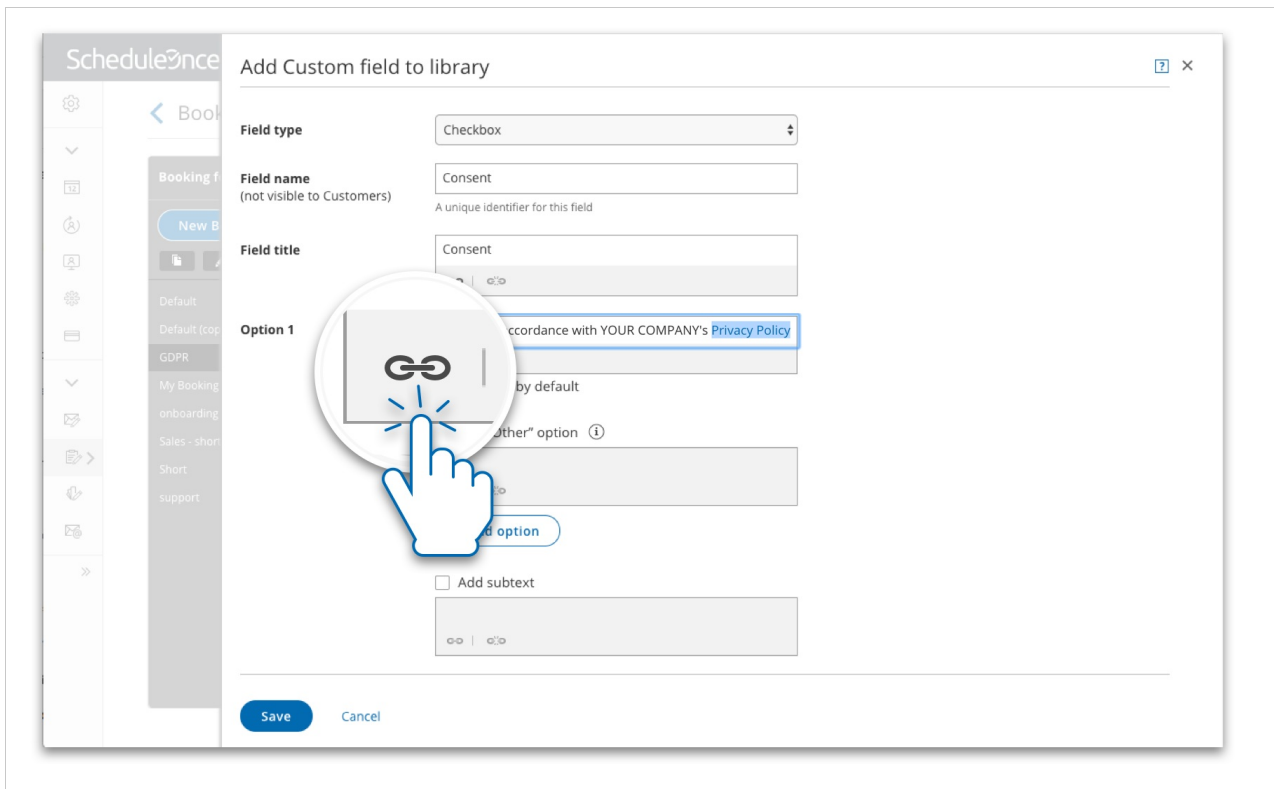 ScheduleOnce
Add Custom field to library
?
Book
Field type
Checkbox
Booking f
Field name
(not visible to Customers)
Consent
A unique identifier for this field
12
New B
Field title
Consent
Default
Option 1
ccordance with YOUR COMPANY's Privacy Policy
Default (cop
GDPR
by default
My Booking
onboarding
Other" option i
Sales - shor
Short
support
d option
Add subtext
Save
Cancel